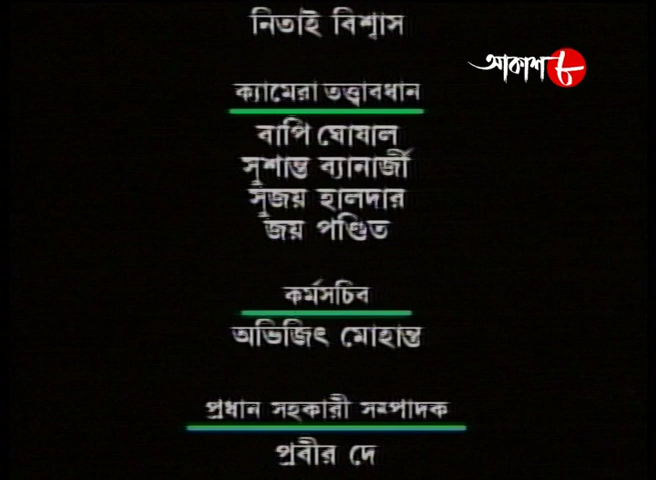 নিতাই বিশ্বাস
আকাশ ৮
ক্যামেরা তত্ত্বাবধান
বাপি ঘোষাল
সুশান্ত ব্যানার্জী
সুজয় হালদার
জয় পণ্ডিত
কর্মসচিব
অভিজিৎ মোহান্ত
প্রধান সহকারী সম্পাদক
প্রবীর দে